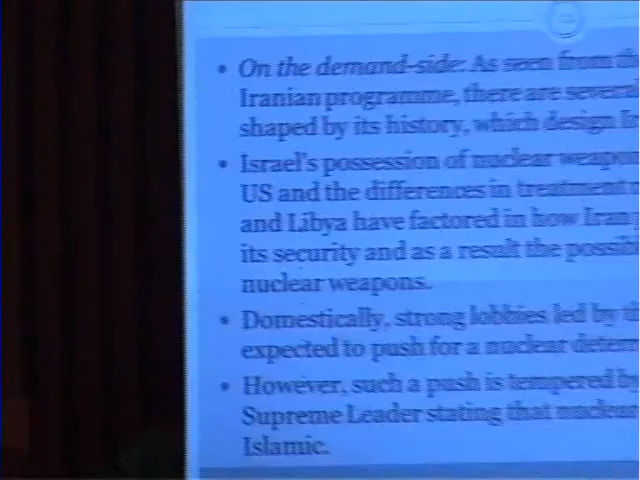 • On the demand-side: As seen from
Iranian programme, there are
shaped by its history, which design
• Israel's possession of nuclear
US and the differences in treatment
and Libya have factored in how Iran
its security and as a result the
nuclear weapons.
• Domestically, strong lobbies led by
expected to push for a nuclear
• However, such a push is tempered by
Supreme Leader stating that nuclear
Islamic.